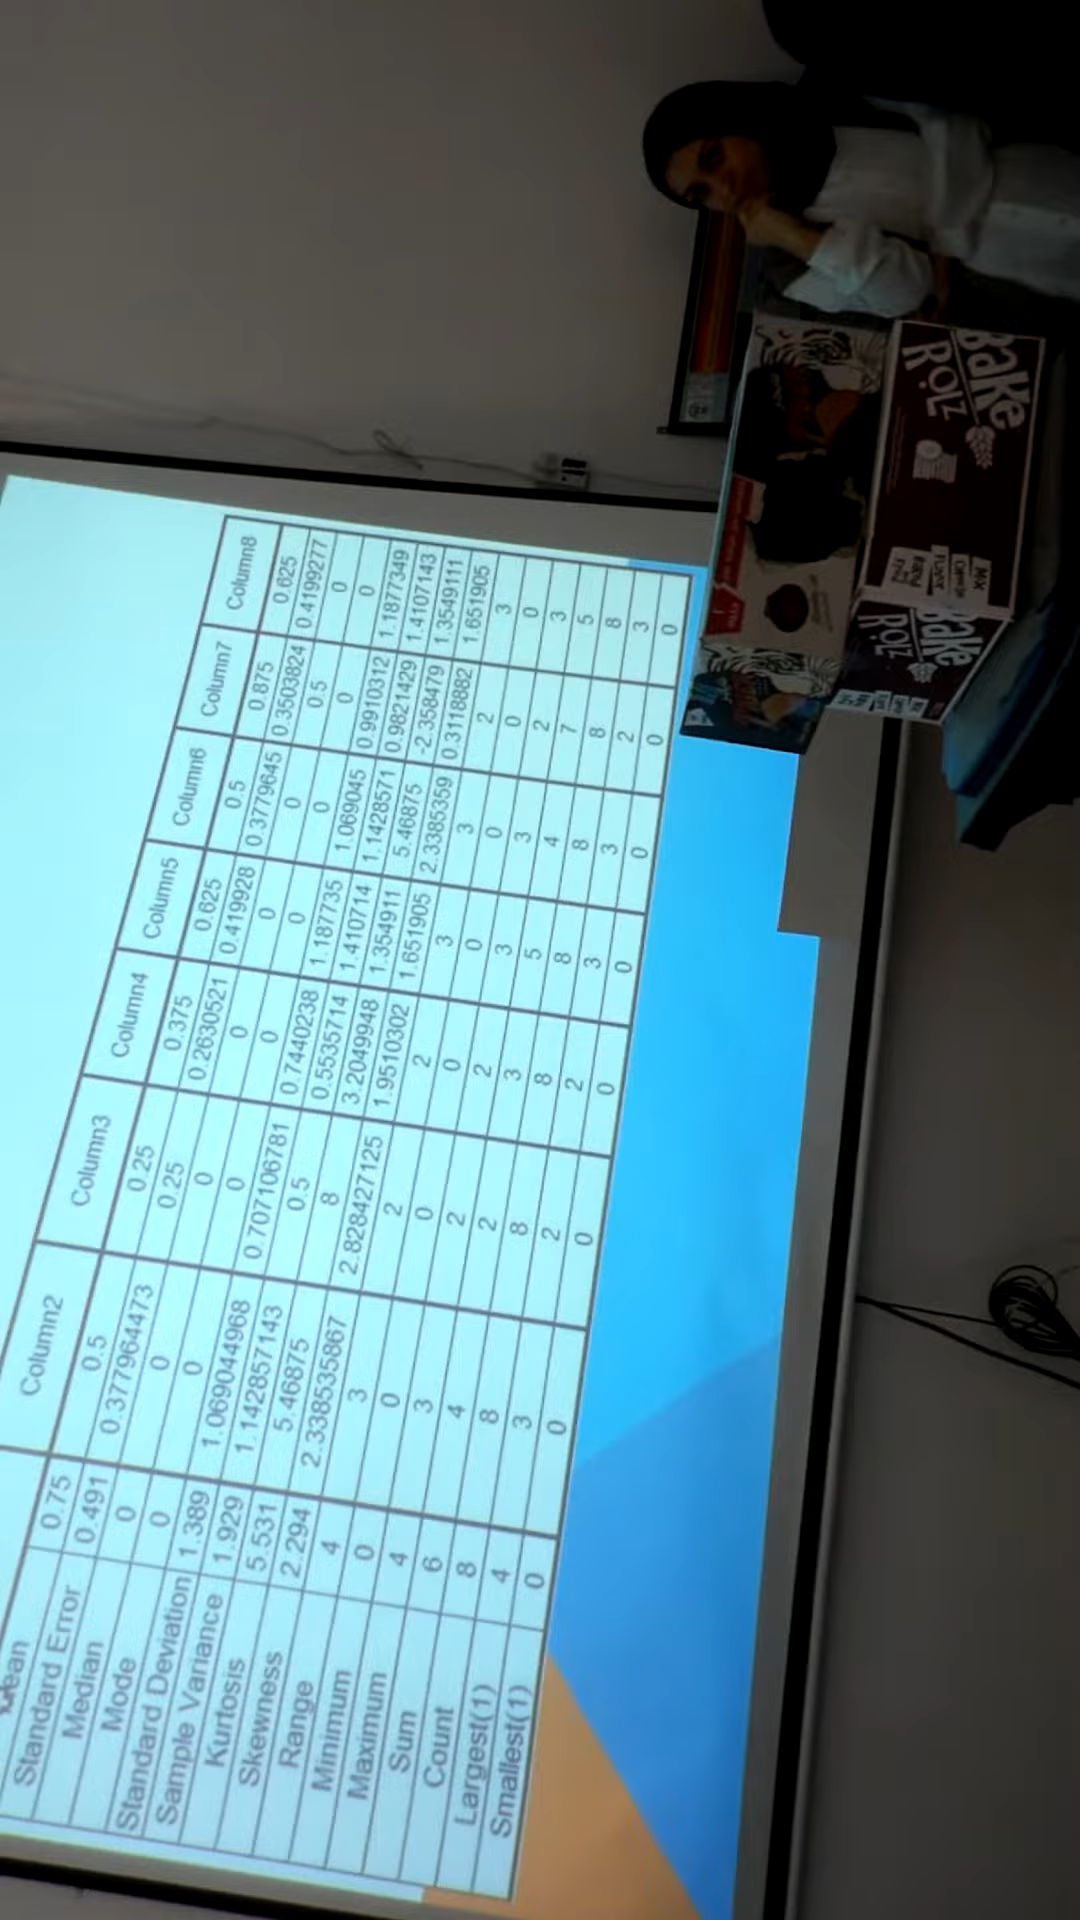 Column2 Column3 Column4 Column5 Column6 Column7 Column8
Mean 0.75 0.5 0.25 0.375 0.625 0.5 0.875 0.625
Standard Error 0.491 0.377964473 0.25 0.2630521 0.419928 0.3779645 0.3503824 0.4199277
Median 0 0 0 0 0 0 0.5 0
Mode 0 0 0 0 0 0 0 0
Standard Deviation 1.389 1.069044968 0.707106781 0.7440238 1.187735 1.069045 0.9910312 1.1877349
Sample Variance 1.929 1.142857143 0.5 0.5535714 1.410714 1.1428571 0.9821429 1.4107143
Kurtosis 5.531 5.46875 8 3.2049948 1.354911 5.46875 -2.358479 1.3549111
Skewness 2.294 2.338535867 2.828427125 1.9510302 1.651905 2.3385359 0.3118882 1.651905
Range 4 3 2 2 3 3 2 3
Minimum 0 0 0 0 0 0 0 0
Maximum 4 3 2 2 3 3 2 3
Sum 6 4 2 3 5 4 7 5
Count 8 8 8 8 8 8 8 8
Largest(1) 4 3 2 2 3 3 2 3
Smallest(1) 0 0 0 0 0 0 0 0
BaKe
ROLZ
BaKe
ROLZ